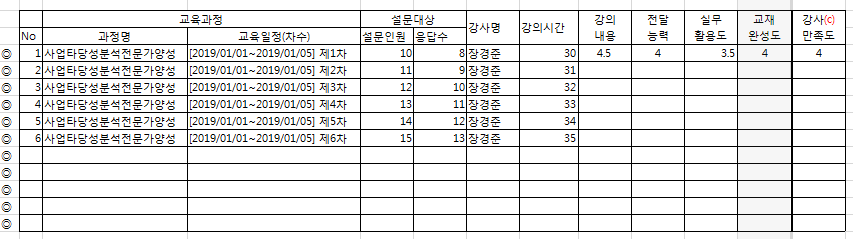 교육과정 설문대상 강사명 강의시간 강의 내용 전달 능력 실무 활용도 교재 완성도 강사(c) 만족도
No 과정명 교육일정(차수) 설문인원 응답수
◎ 1 사업타당성분석전문가양성 [2019/01/01~2019/01/05] 제1차 10 8 장경준 30 4.5 4 3.5 4 4
◎ 2 사업타당성분석전문가양성 [2019/01/01~2019/01/05] 제2차 11 9 장경준 31
◎ 3 사업타당성분석전문가양성 [2019/01/01~2019/01/05] 제3차 12 10 장경준 32
◎ 4 사업타당성분석전문가양성 [2019/01/01~2019/01/05] 제4차 13 11 장경준 33
◎ 5 사업타당성분석전문가양성 [2019/01/01~2019/01/05] 제5차 14 12 장경준 34
◎ 6 사업타당성분석전문가양성 [2019/01/01~2019/01/05] 제6차 15 13 장경준 35
◎
◎
◎
◎
◎